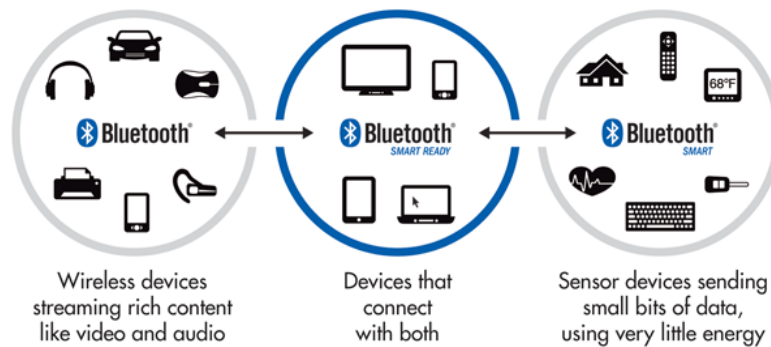 68°F
Bluetooth®
Bluetooth®
SMART READY
Bluetooth®
SMART
Wireless devices
streaming rich content
like video and audio
Devices that
connect
with both
Sensor devices sending
small bits of data,
using very little energy